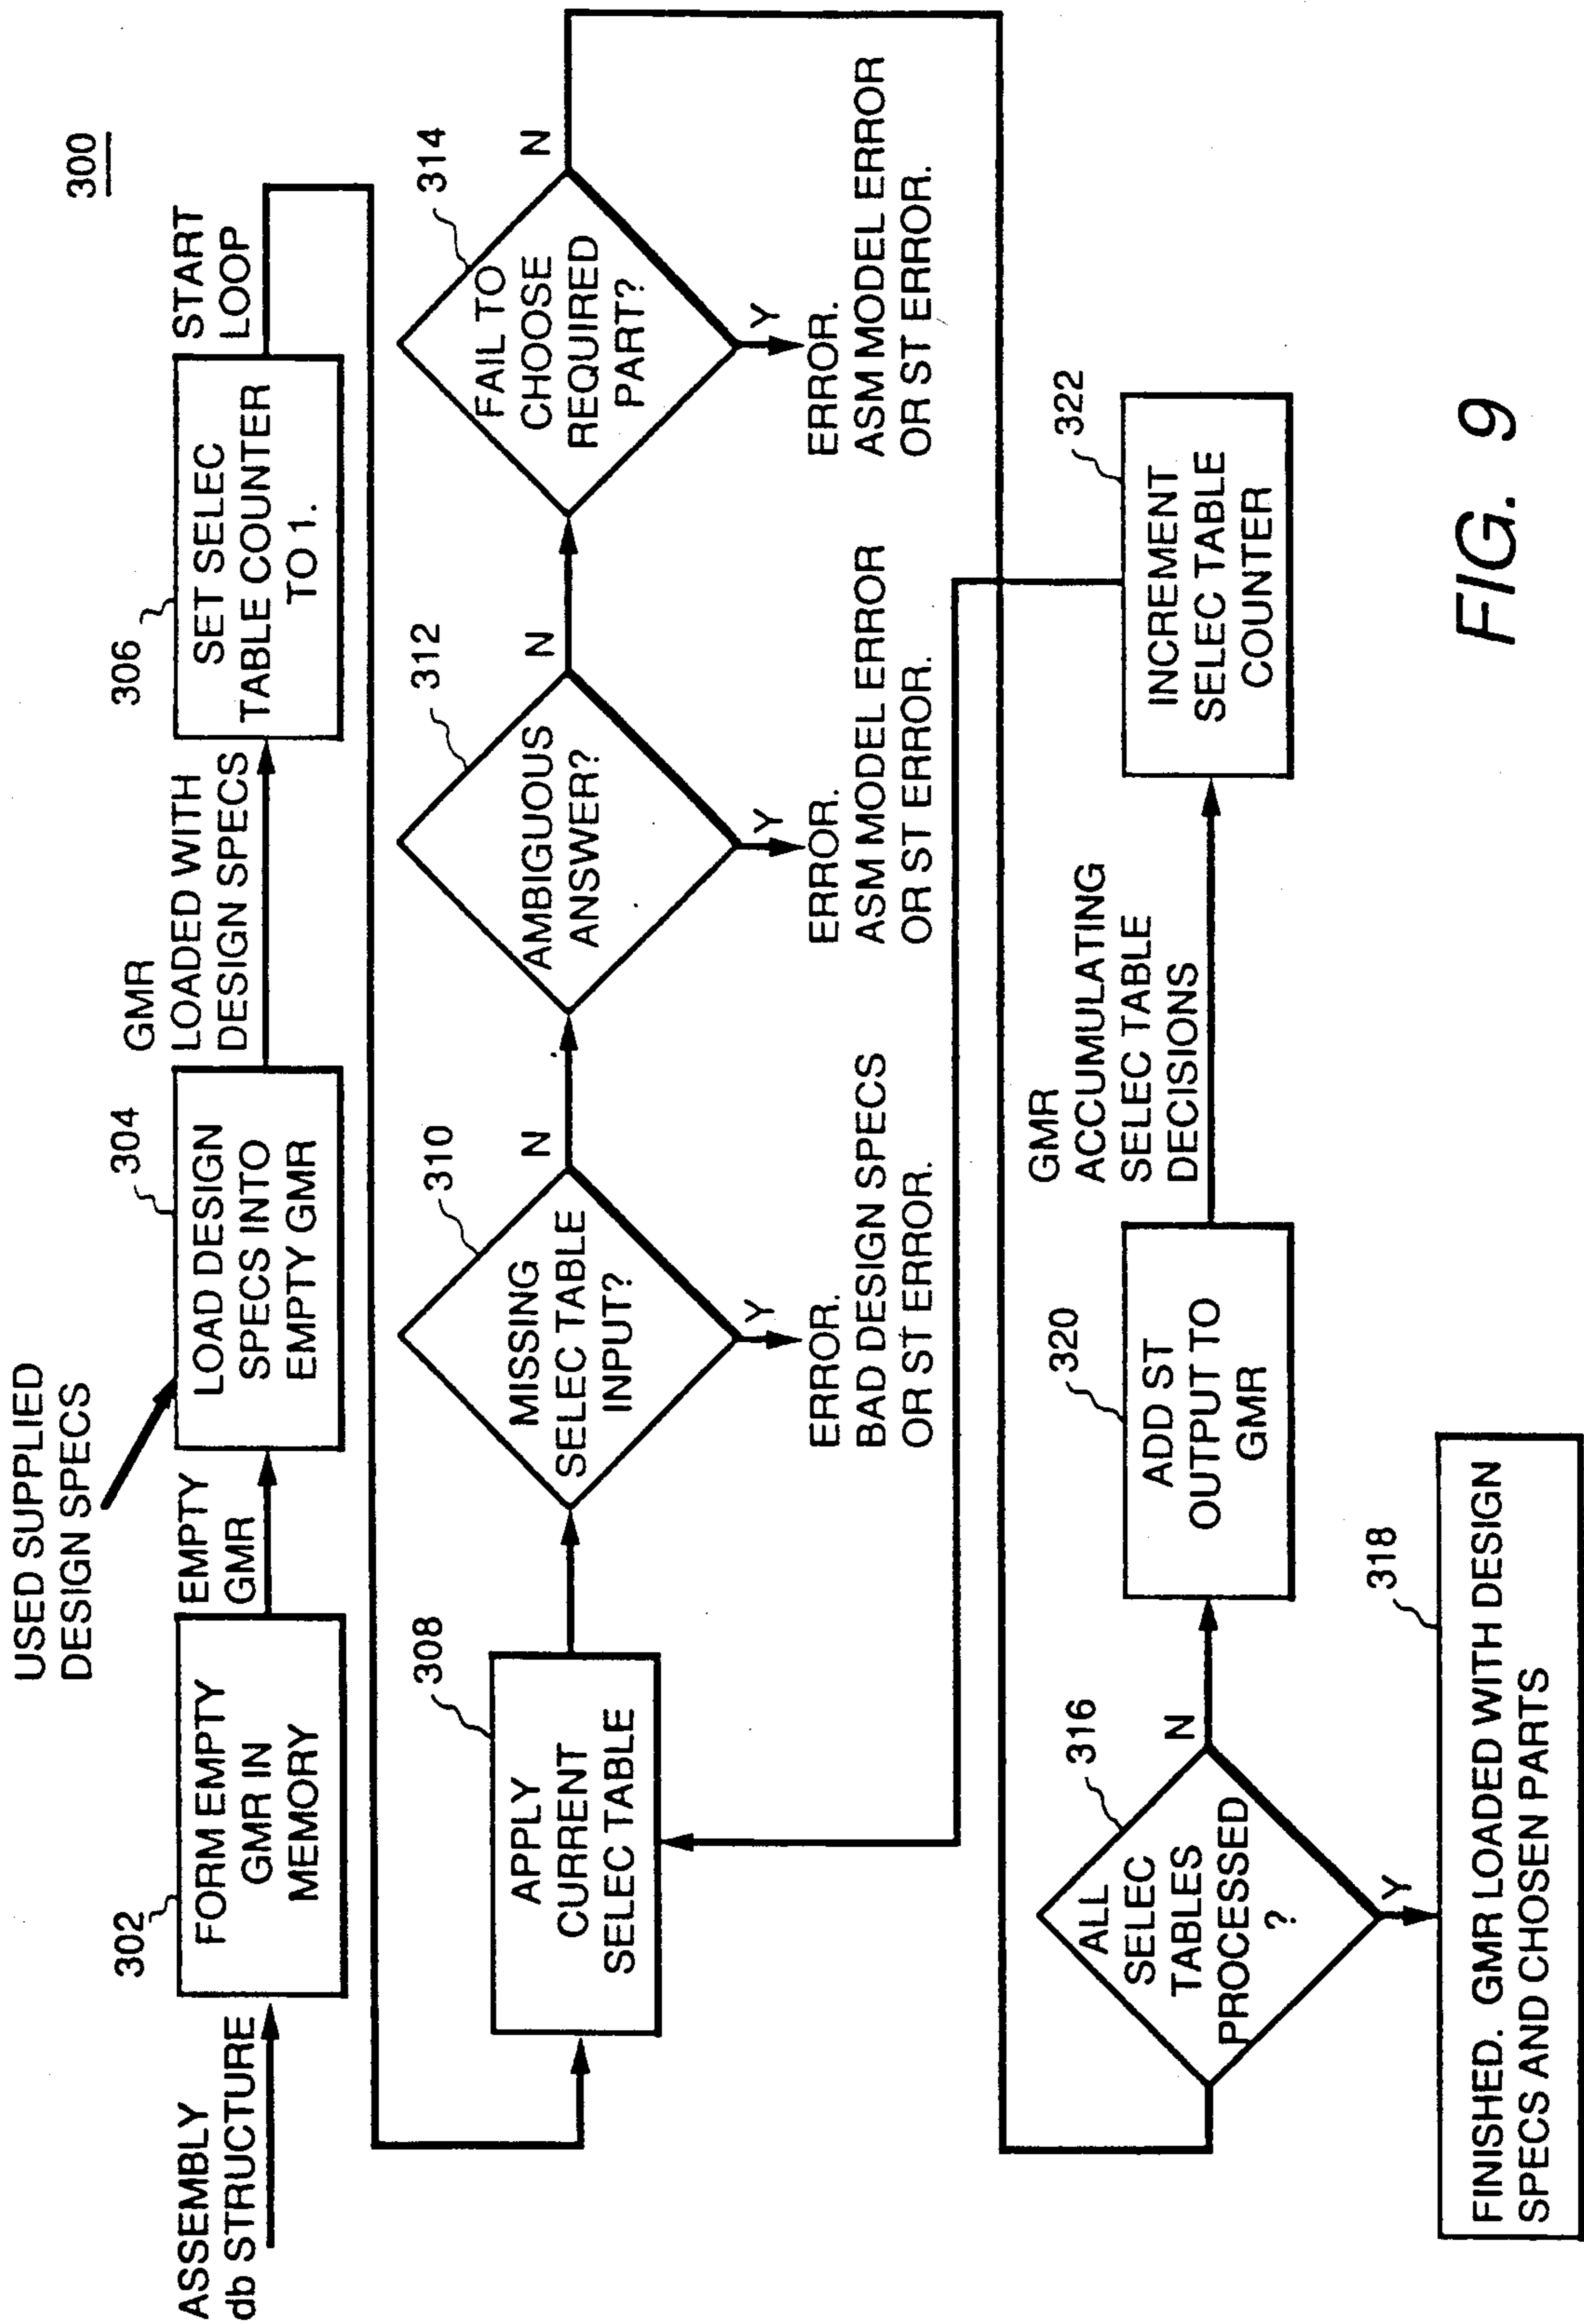 300
USED SUPPLIED
DESIGN SPECS
ASSEMBLY
db STRUCTURE
302
FORM EMPTY
GMR IN
MEMORY
EMPTY
GMR
304
LOAD DESIGN
SPECS INTO
EMPTY GMR
GMR
LOADED WITH
DESIGN SPECS
306
SET SELEC
TABLE COUNTER
TO 1.
START
LOOP
308
APPLY
CURRENT
SELEC TABLE
310
MISSING
SELEC TABLE
INPUT?
N
Y
ERROR.
BAD DESIGN SPECS
OR ST ERROR.
312
AMBIGUOUS
ANSWER?
N
Y
ERROR.
ASM MODEL ERROR
OR ST ERROR.
314
FAIL TO
CHOOSE
REQUIRED
PART?
N
Y
ERROR.
ASM MODEL ERROR
OR ST ERROR.
316
ALL
SELEC
TABLES
PROCESSED
?
N
Y
320
ADD ST
OUTPUT TO
GMR
GMR
ACCUMULATING
SELEC TABLE
DECISIONS
322
INCREMENT
SELEC TABLE
COUNTER
318
FINISHED. GMR LOADED WITH DESIGN
SPECS AND CHOSEN PARTS
FIG. 9